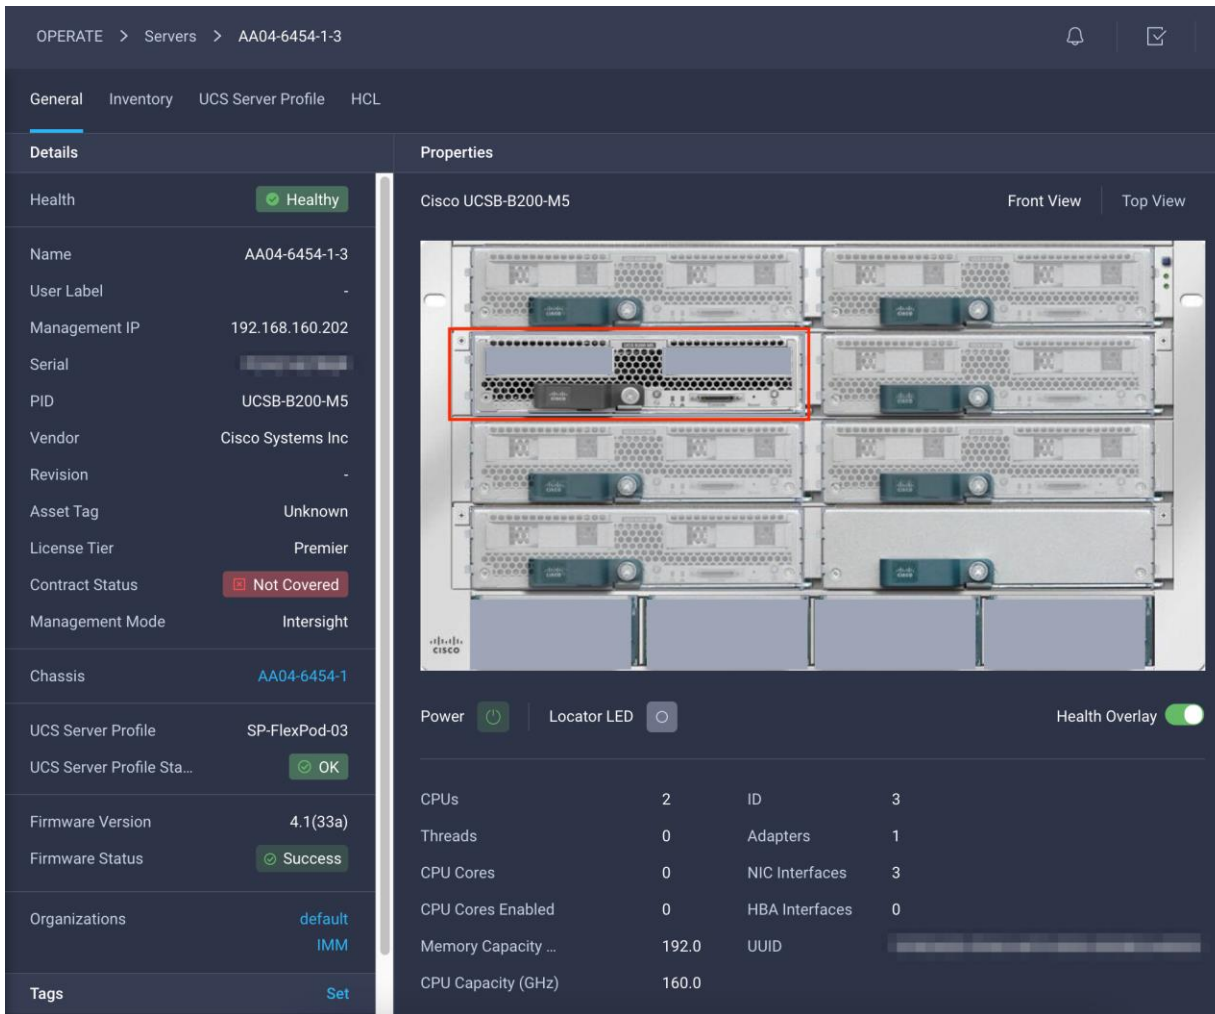 OPERATE > Servers > AA04-6454-1-3
General Inventory UCS Server Profile HCL
Details
Health Healthy
Name AA04-6454-1-3
User Label -
Management IP 192.168.160.202
Serial
PID UCSB-B200-M5
Vendor Cisco Systems Inc
Revision -
Asset Tag Unknown
License Tier Premier
Contract Status Not Covered
Management Mode Intersight
Chassis AA04-6454-1
UCS Server Profile SP-FlexPod-03
UCS Server Profile Sta... OK
Firmware Version 4.1(33a)
Firmware Status Success
Organizations default
IMM
Tags Set
Properties
Cisco UCSB-B200-M5 Front View Top View
CISCO
Power Locator LED Health Overlay
CPUs 2 ID 3
Threads 0 Adapters 1
CPU Cores 0 NIC Interfaces 3
CPU Cores Enabled 0 HBA Interfaces 0
Memory Capacity ... 192.0 UUID
CPU Capacity (GHz) 160.0